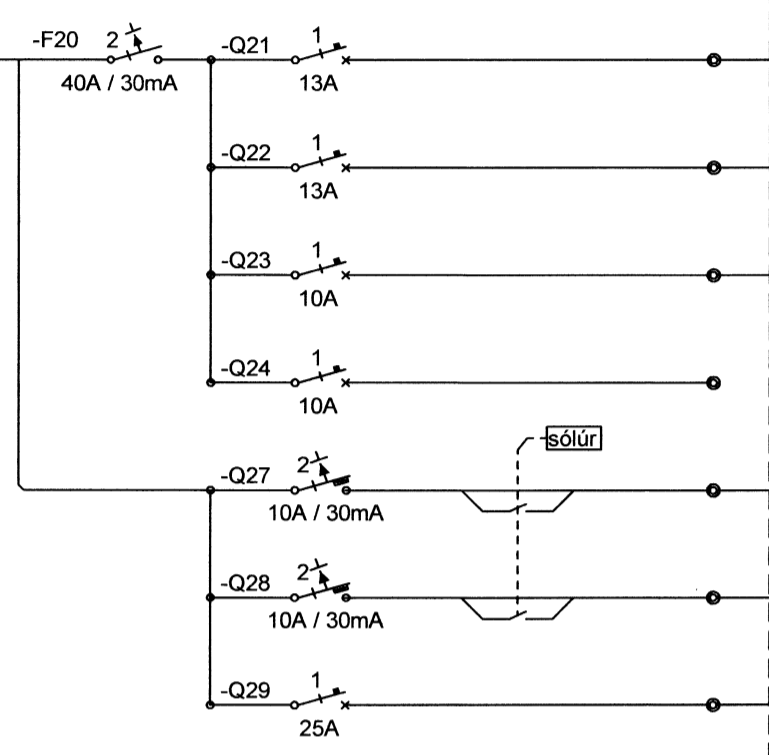 -F20 2
40A / 30mA
-Q21 1
13A
-Q22 1
13A
-Q23 1
10A
-Q24 1
10A
sólúr
-Q27 2
10A / 30mA
-Q28 2
10A / 30mA
-Q29 1
25A